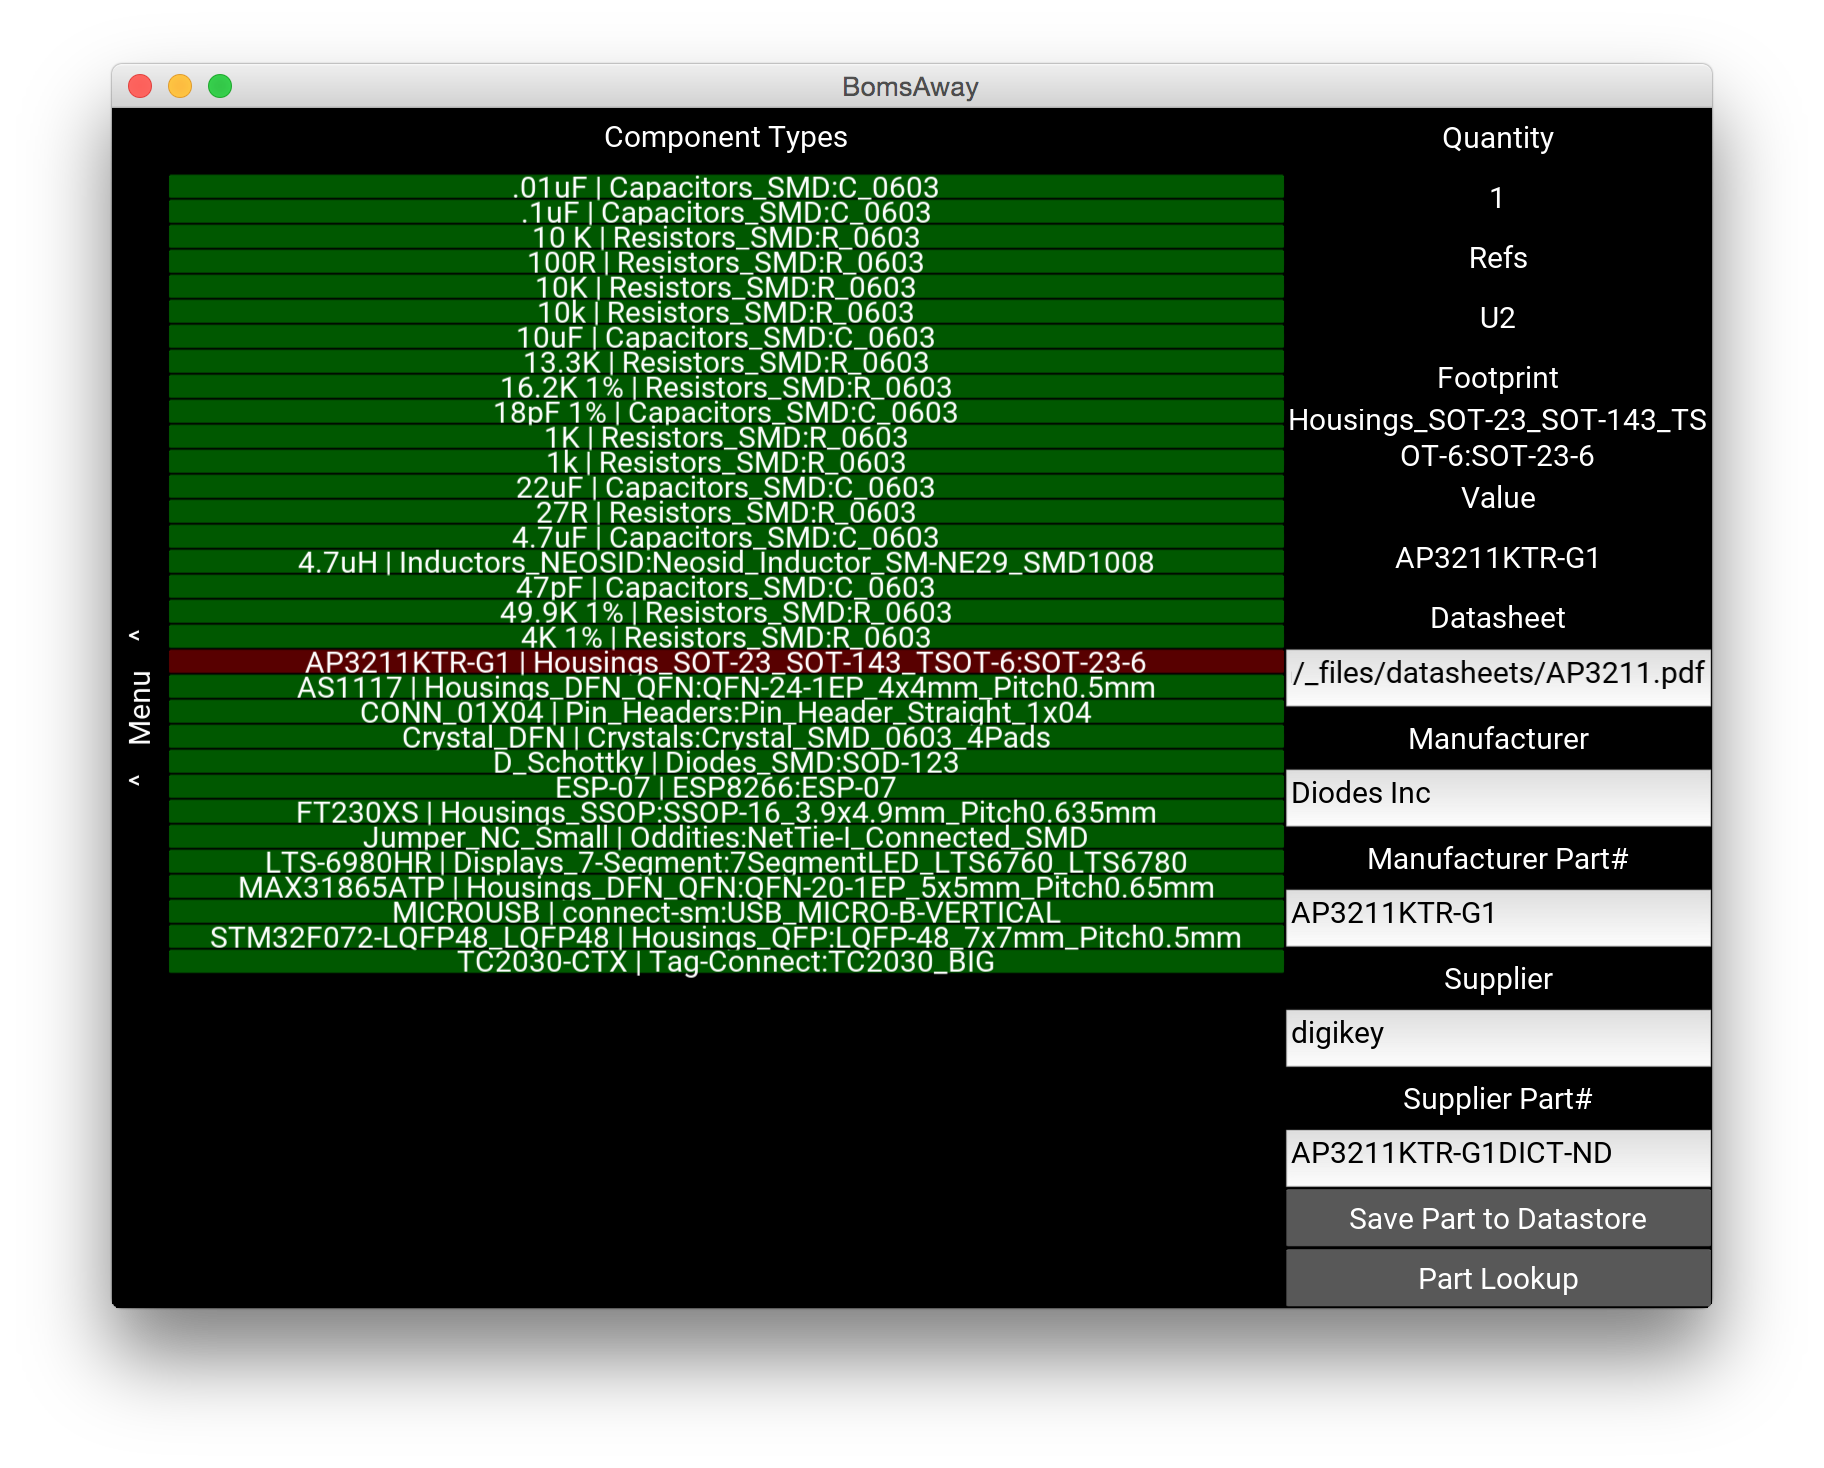 BomsAway
Component Types
.01uF | Capacitors_SMD:C_0603
.1uF | Capacitors_SMD:C_0603
10 K | Resistors_SMD:R_0603
100R | Resistors_SMD:R_0603
10K | Resistors_SMD:R_0603
10k | Resistors_SMD:R_0603
10uF | Capacitors_SMD:C_0603
13.3K | Resistors_SMD:R_0603
16.2K 1% | Resistors_SMD:R_0603
18pF 1% | Capacitors_SMD:C_0603
1K | Resistors_SMD:R_0603
1k | Resistors_SMD:R_0603
22uF | Capacitors_SMD:C_0603
27R | Resistors_SMD:R_0603
4.7uF | Capacitors_SMD:C_0603
4.7uH | Inductors_NEOSID:Neosid_Inductor_SM-NE29_SMD1008
47pF | Capacitors_SMD:C_0603
49.9K 1% | Resistors_SMD:R_0603
4K 1% | Resistors_SMD:R_0603
AP3211KTR-G1 | Housings_SOT-23_SOT-143_TSOT-6:SOT-23-6
AS1117 | Housings_DFN_QFN:QFN-24-1EP_4x4mm_Pitch0.5mm
CONN_01X04 | Pin_Headers:Pin_Header_Straight_1x04
Crystal_DFN | Crystals:Crystal_SMD_0603_4Pads
D_Schottky | Diodes_SMD:SOD-123
ESP-07 | ESP8266:ESP-07
FT230XS | Housings_SSOP:SSOP-16_3.9x4.9mm_Pitch0.635mm
Jumper_NC_Small | Oddities:NetTie-I_Connected_SMD
LTS-6980HR | Displays_7-Segment:7SegmentLED_LTS6760_LTS6780
MAX31865ATP | Housings_DFN_QFN:QFN-20-1EP_5x5mm_Pitch0.65mm
MICROUSB | connect-sm:USB_MICRO-B-VERTICAL
STM32F072-LQFP48_LQFP48 | Housings_QFP:LQFP-48_7x7mm_Pitch0.5mm
TC2030-CTX | Tag-Connect:TC2030_BIG
< Menu <
Quantity
1
Refs
U2
Footprint
Housings_SOT-23_SOT-143_TS
OT-6:SOT-23-6
Value
AP3211KTR-G1
Datasheet
/_files/datasheets/AP3211.pdf
Manufacturer
Diodes Inc
Manufacturer Part#
AP3211KTR-G1
Supplier
digikey
Supplier Part#
AP3211KTR-G1DICT-ND
Save Part to Datastore
Part Lookup